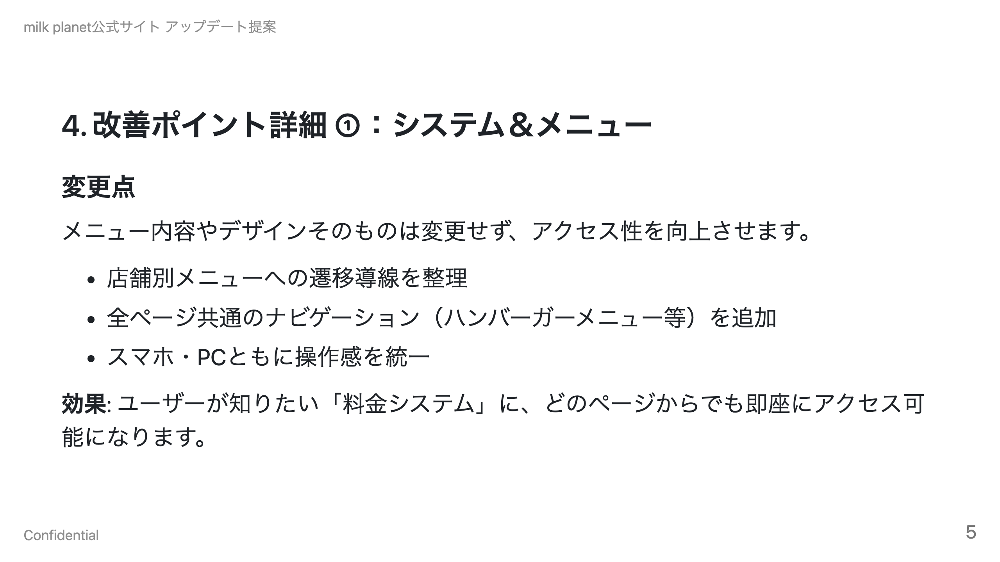 milk planet公式サイト アップデート提案
4. 改善ポイント詳細 ①：システム＆メニュー
変更点
メニュー内容やデザインそのものは変更せず、アクセス性を向上させます。
• 店舗別メニューへの遷移導線を整理
• 全ページ共通のナビゲーション（ハンバーガーメニュー等）を追加
• スマホ・PCともに操作感を統一
効果: ユーザーが知りたい「料金システム」に、どのページからでも即座にアクセス可
能になります。
Confidential
5